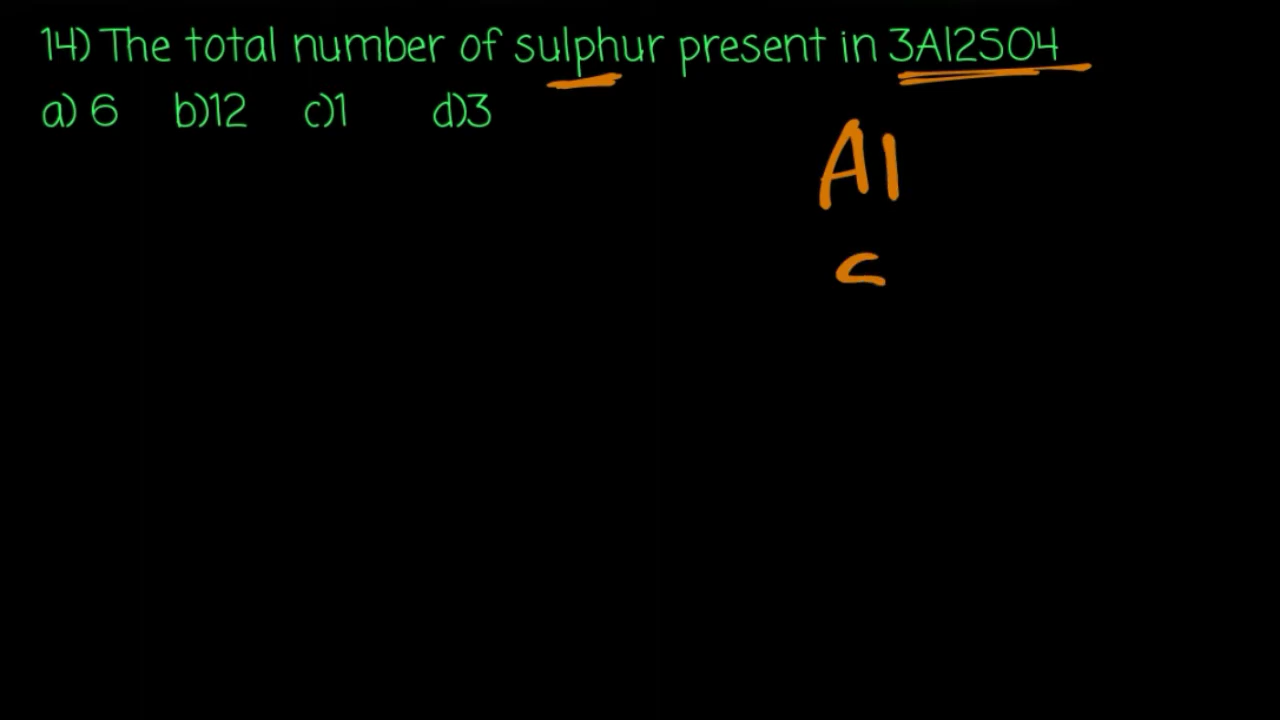 14) The total number of sulphur present in 3Al2SO4
a) 6 b)12 c)1 d)3
Al